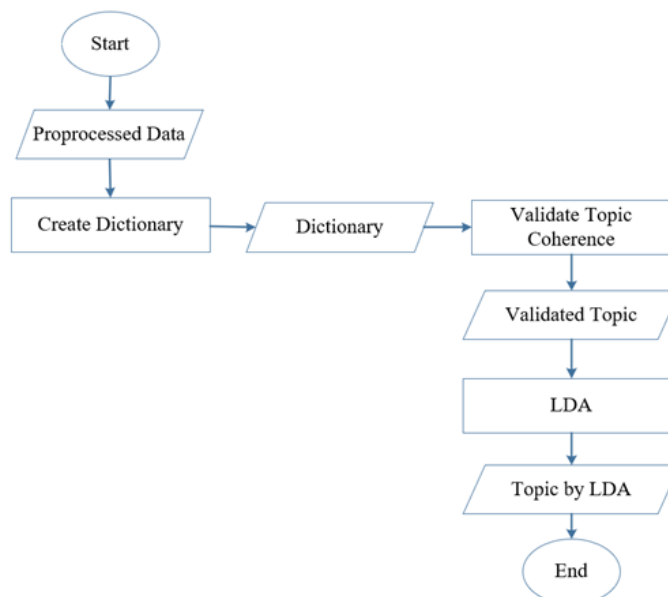 Start
Proprocessed Data
Create Dictionary
Dictionary
Validate Topic
Coherence
Validated Topic
LDA
Topic by LDA
End